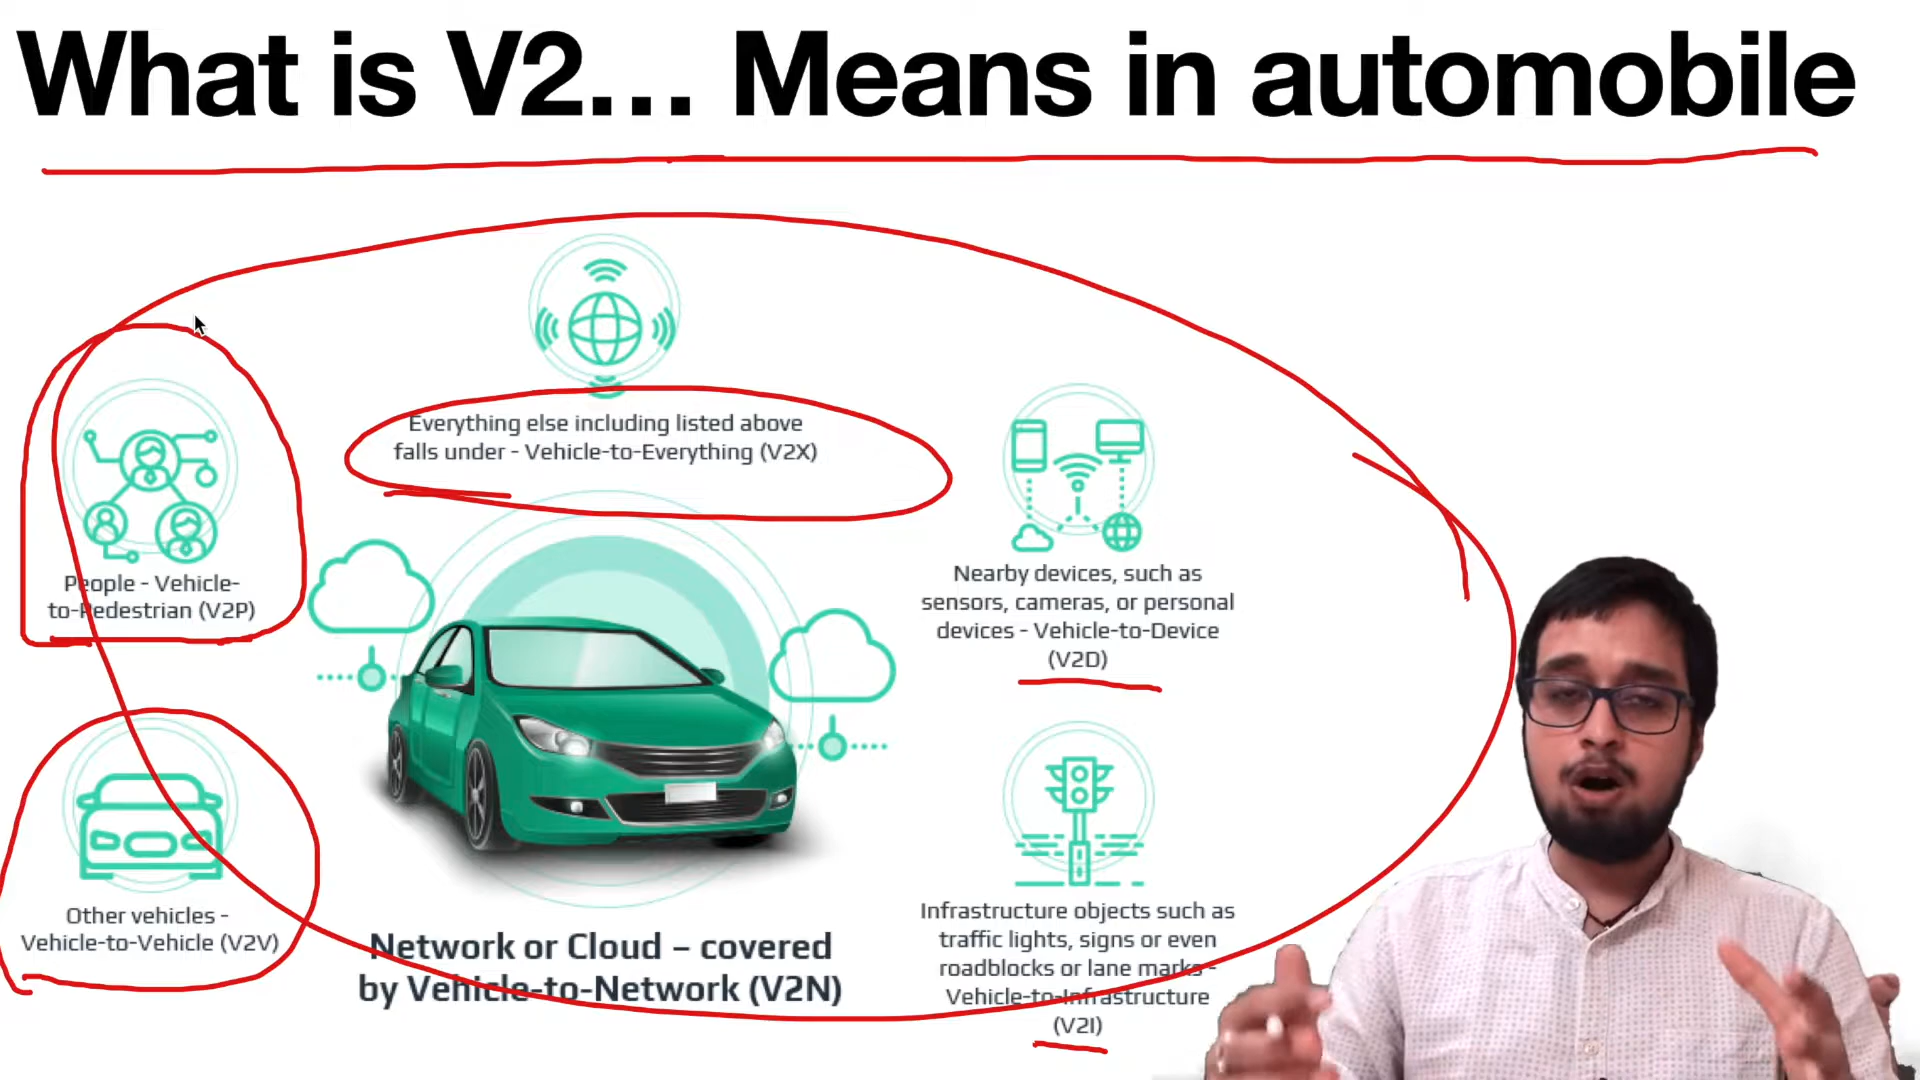 What is V2... Means in automobile
Everything else including listed above
falls under - Vehicle-to-Everything (V2X)
People - Vehicle-
to-Pedestrian (V2P)
Nearby devices, such as
sensors, cameras, or personal
devices - Vehicle-to-Device
(V2D)
Other vehicles -
Vehicle-to-Vehicle (V2V)
Network or Cloud – covered
by Vehicle-to-Network (V2N)
Infrastructure objects such as
traffic lights, signs or even
roadblocks or lane marks -
Vehicle-to-Infrastructure
(V2I)